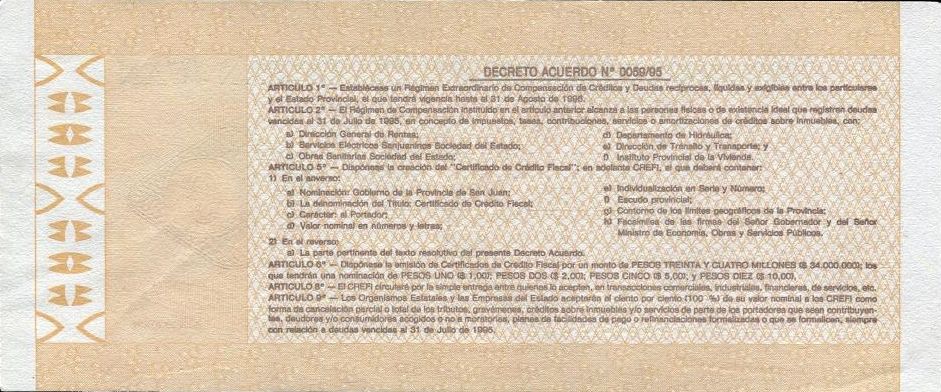 DECRETO ACUERDO Nº 0059/95
ARTICULO 1º — Establécese un Régimen Extraordinario de Compensación de Créditos y Deudas recíprocas, líquidas y exigibles entre los particulares
y el Estado Provincial, el que tendrá vigencia hasta el 31 de Agosto de 1996.
ARTICULO 2º — El Régimen de Compensación instituido en el artículo anterior alcanza a las personas físicas o de existencia ideal que registren deudas
vencidas al 31 de Julio de 1995, en concepto de impuestos, tasas, contribuciones, servicios o amortizaciones de créditos sobre inmuebles, con:
a) Dirección General de Rentas;
b) Servicios Eléctricos Sanjuaninos Sociedad del Estado;
c) Obras Sanitarias Sociedad del Estado;
d) Departamento de Hidráulica;
e) Dirección de Tránsito y Transporte; y
f) Instituto Provincial de la Vivienda.
ARTICULO 5º — Dispónese la creación del "Certificado de Crédito Fiscal"; en adelante CREFI, el que deberá contener:
1) En el anverso:
a) Nominación: Gobierno de la Provincia de San Juan;
b) La denominación del Título: Certificado de Crédito Fiscal;
c) Carácter: al Portador;
d) Valor nominal en números y letras;
e) Individualización en Serie y Número;
f) Escudo provincial;
g) Contorno de los límites geográficos de la Provincia;
h) Facsímiles de las firmas del Señor Gobernador y del Señor
Ministro de Economía, Obras y Servicios Públicos.
2) En el reverso:
a) La parte pertinente del texto resolutivo del presente Decreto Acuerdo.
ARTICULO 6º — Dispónese la emisión de Certificados de Crédito Fiscal por un monto de PESOS TREINTA Y CUATRO MILLONES ($ 34.000.000); los
que tendrán una nominación de PESOS UNO ($ 1,00); PESOS DOS ($ 2,00); PESOS CINCO ($ 5,00); y PESOS DIEZ ($ 10,00).
ARTICULO 8º — El CREFI circulará por la simple entrega entre quienes lo acepten, en transacciones comerciales, industriales, financieras, de servicios, etc.
ARTICULO 9º — Los Organismos Estatales y las Empresas del Estado aceptarán al ciento por ciento (100 %) de su valor nominal a los CREFI como
forma de cancelación parcial o total de los tributos, gravámenes, créditos sobre inmuebles y/o servicios de parte de los portadores que sean contribuyen-
tes, deudores y/o consumidores acogidos o no a moratorias, planes de facilidades de pago o refinanciaciones formalizadas o que se formalicen, siempre
con relación a deudas vencidas al 31 de Julio de 1995.